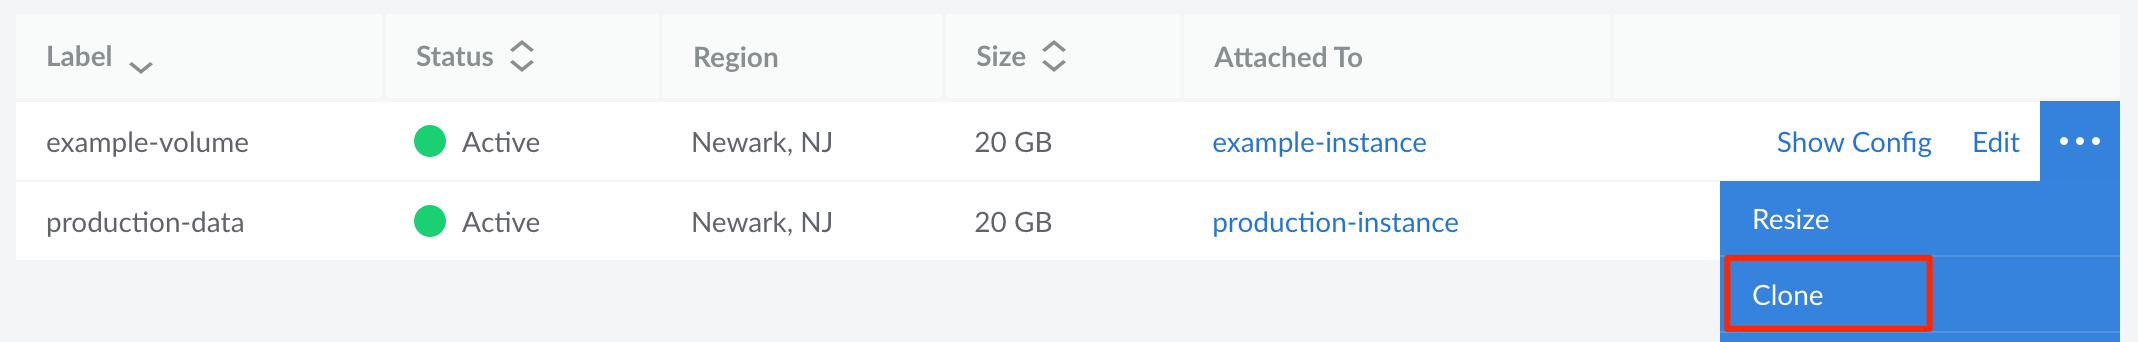 Label Status Region Size Attached To
example-volume Active Newark, NJ 20 GB example-instance Show Config Edit
production-data Active Newark, NJ 20 GB production-instance
Resize
Clone